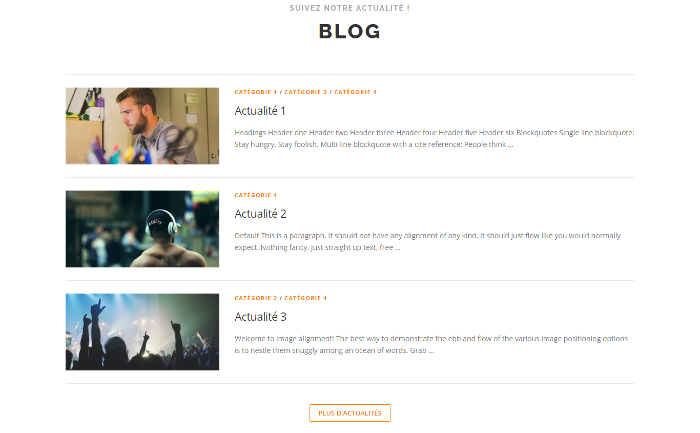 SUIVEZ NOTRE ACTUALITÉ !
BLOG
CATÉGORIE 1 / CATÉGORIE 3 / CATÉGORIE 4
Actualité 1
Headings Header one Header two Header three Header four Header five Header six Blockquotes Single line blockquote:
Stay hungry. Stay foolish. Multi line blockquote with a cite reference: People think ...
CATÉGORIE 4
Actualité 2
Default This is a paragraph. It should not have any alignment of any kind. It should just flow like you would normally
expect. Nothing fancy. Just straight up text, free ...
CATÉGORIE 2 / CATÉGORIE 4
Actualité 3
Welcome to image alignment! The best way to demonstrate the ebb and flow of the various image positioning options
is to nestle them snuggly among an ocean of words. Grab ...
PLUS D'ACTUALITÉS